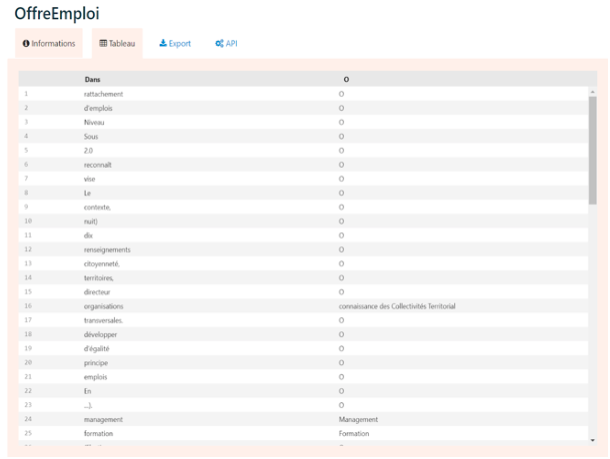 OffreEmploi
Informations Tableau Export API
Dans O
1 rattachement O
2 d'emplois O
3 Niveau O
4 Sous O
5 2.0 O
6 reconnaît O
7 vise O
8 Le O
9 contexte, O
10 nuit) O
11 dix O
12 renseignements O
13 citoyenneté, O
14 territoires, O
15 directeur O
16 organisations connaissance des Collectivités Territorial
17 transversales. O
18 développer O
19 d'égalité O
20 principe O
21 emplois O
22 En O
23 ...). O
24 management Management
25 formation Formation